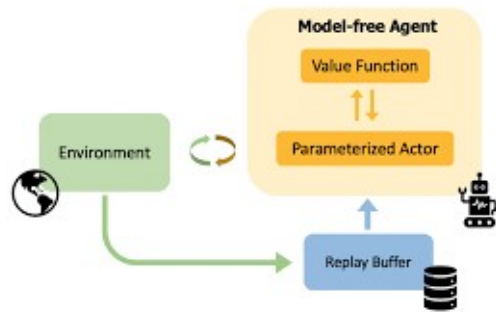 Model-free Agent
Value Function
Parameterized Actor
Environment
Replay Buffer